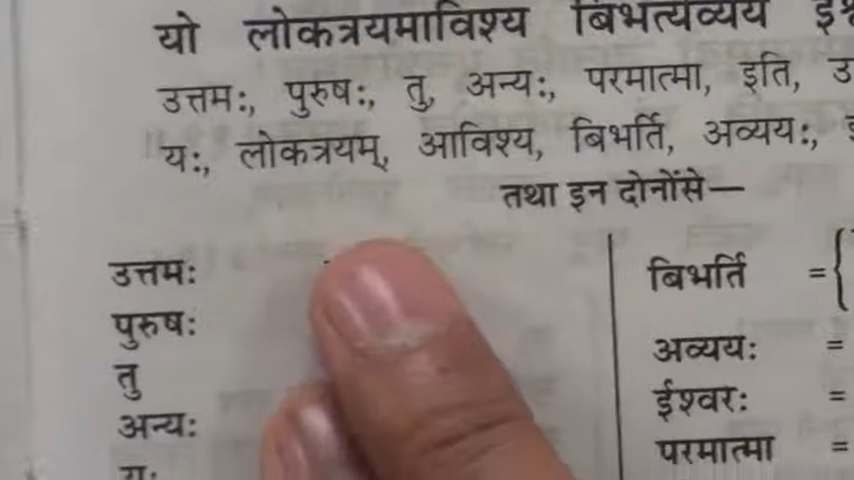 यो लोकत्रयमाविश्य बिभर्त्यव्यय
उत्तमः, पुरुषः, तु, अन्यः, परमात्मा, इति,
यः, लोकत्रयम्, आविश्य, बिभर्ति, अव्ययः,
तथा इन दोनोंसे—
उत्तमः
पुरुषः
तु
अन्यः
यः
बिभर्ति = {
अव्ययः =
ईश्वरः =
परमात्मा =